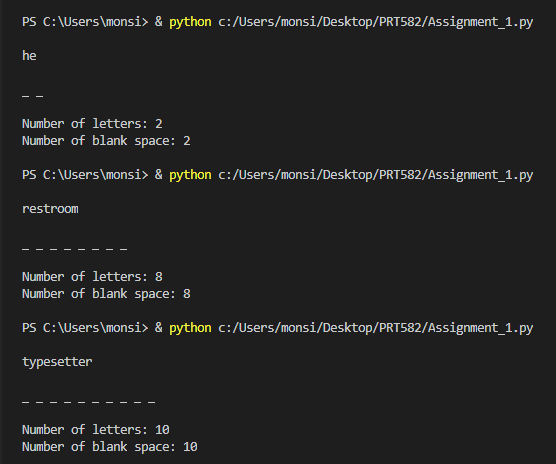 PS C:\Users\monsi> & python c:/Users/monsi/Desktop/PRT582/Assignment_1.py
he
_ _
Number of letters: 2
Number of blank space: 2
PS C:\Users\monsi> & python c:/Users/monsi/Desktop/PRT582/Assignment_1.py
restroom
_ _ _ _ _ _ _ _
Number of letters: 8
Number of blank space: 8
PS C:\Users\monsi> & python c:/Users/monsi/Desktop/PRT582/Assignment_1.py
typesetter
_ _ _ _ _ _ _ _ _ _
Number of letters: 10
Number of blank space: 10